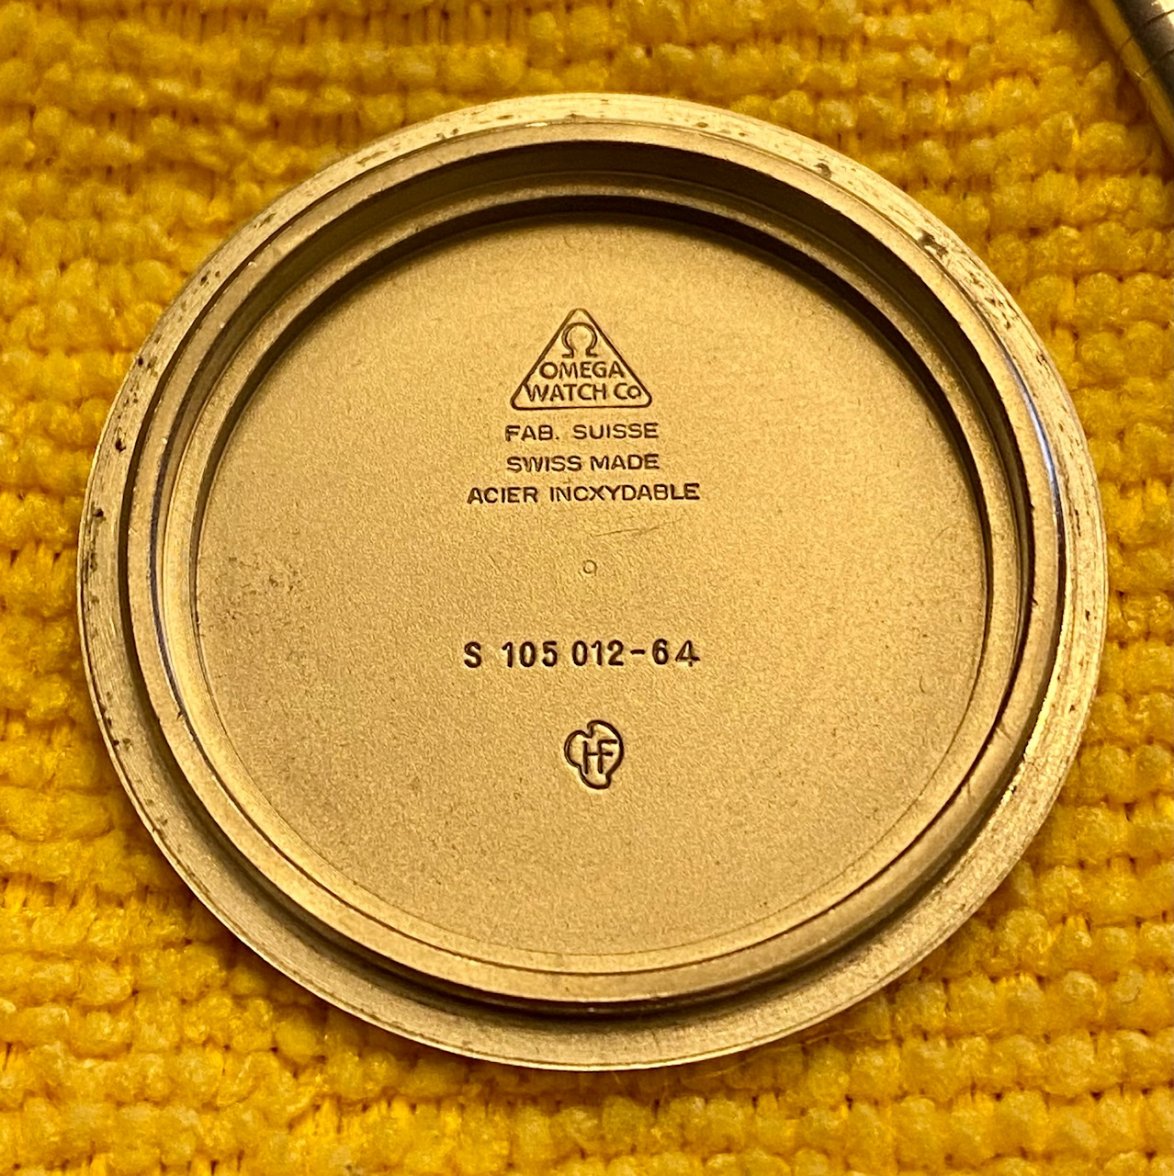 Ω
OMEGA
WATCH Co
FAB. SUISSE
SWISS MADE
ACIER INOXYDABLE
S 105 012-64
HF